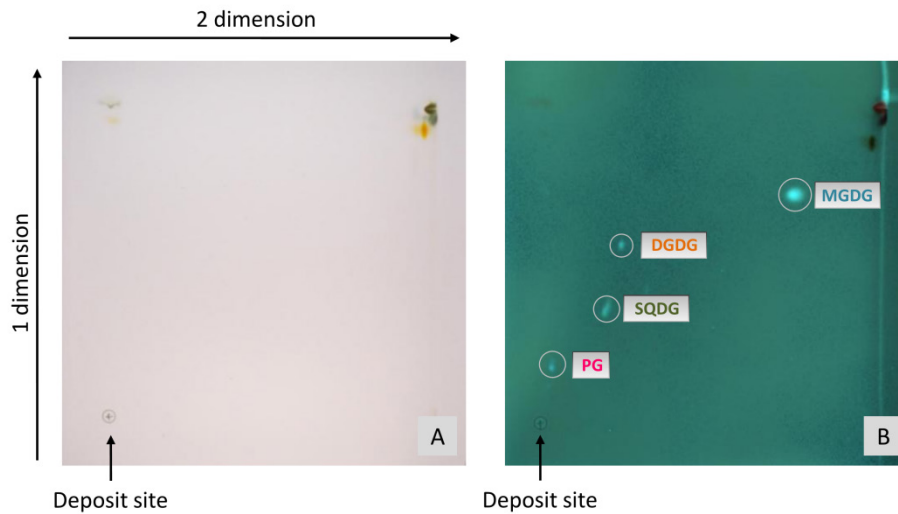 2 dimension
1 dimension
MGDG
DGDG
SQDG
PG
A
B
Deposit site
Deposit site